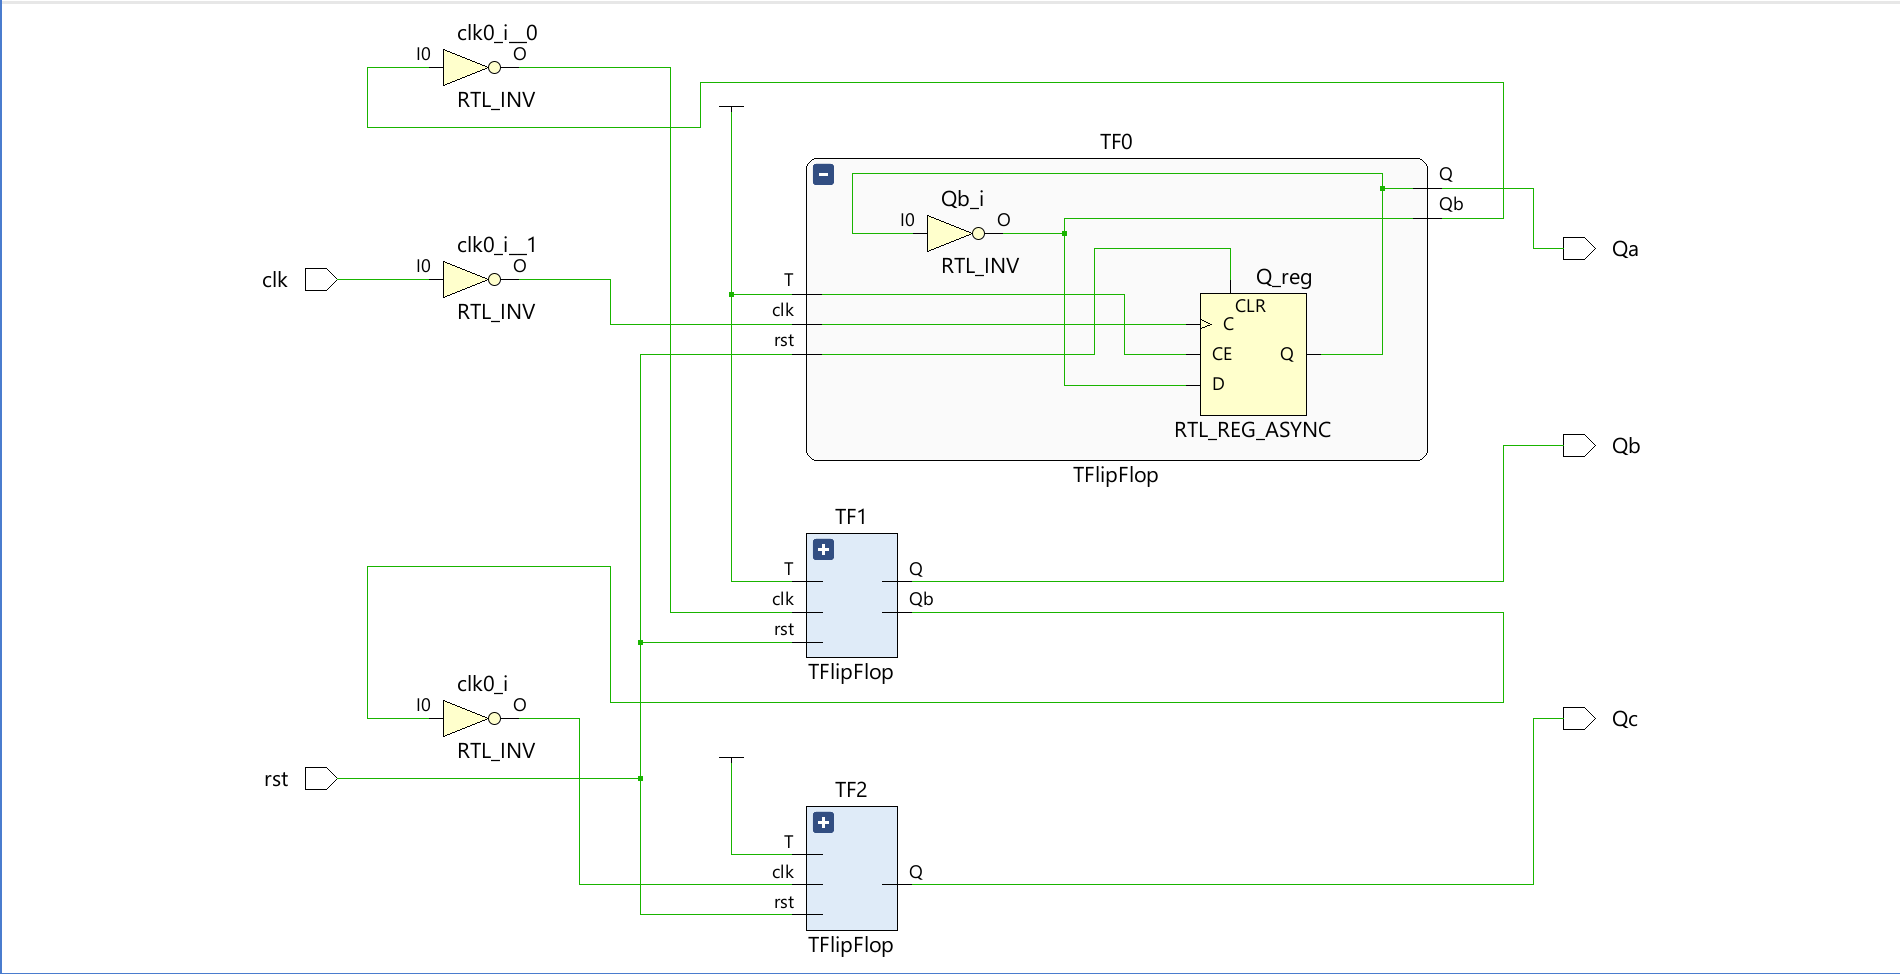 clk0_i__0
I0
O
RTL_INV
TF0
Q
Qb
Qb_i
I0
O
RTL_INV
Qa
clk0_i__1
clk
I0
O
RTL_INV
T
clk
rst
Q_reg
CLR
C
CE
Q
D
RTL_REG_ASYNC
Qb
TFlipFlop
TF1
T
Q
clk
Qb
rst
TFlipFlop
clk0_i
I0
O
RTL_INV
Qc
rst
TF2
T
clk
Q
rst
TFlipFlop